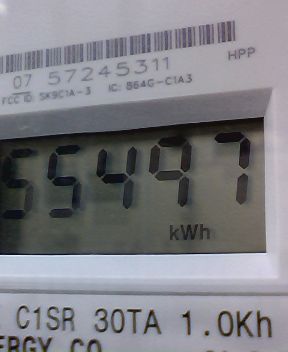 07 57245311 HPP
FCC ID: SK9C1A-3 IC: 864G-C1A3
55497
kWh
C1SR 30TA 1.0Kh
ERGY CO